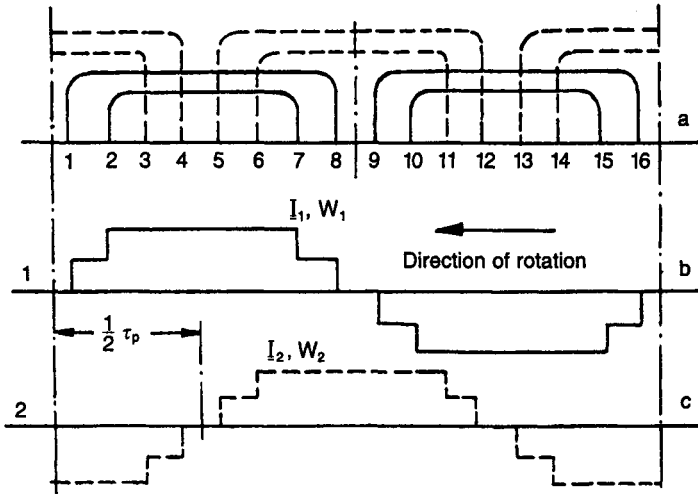 a
1 2 3 4 5 6 7 8 9 10 11 12 13 14 15 16
I₁, W₁
Direction of rotation
1
b
½ τₚ
I₂, W₂
2
c